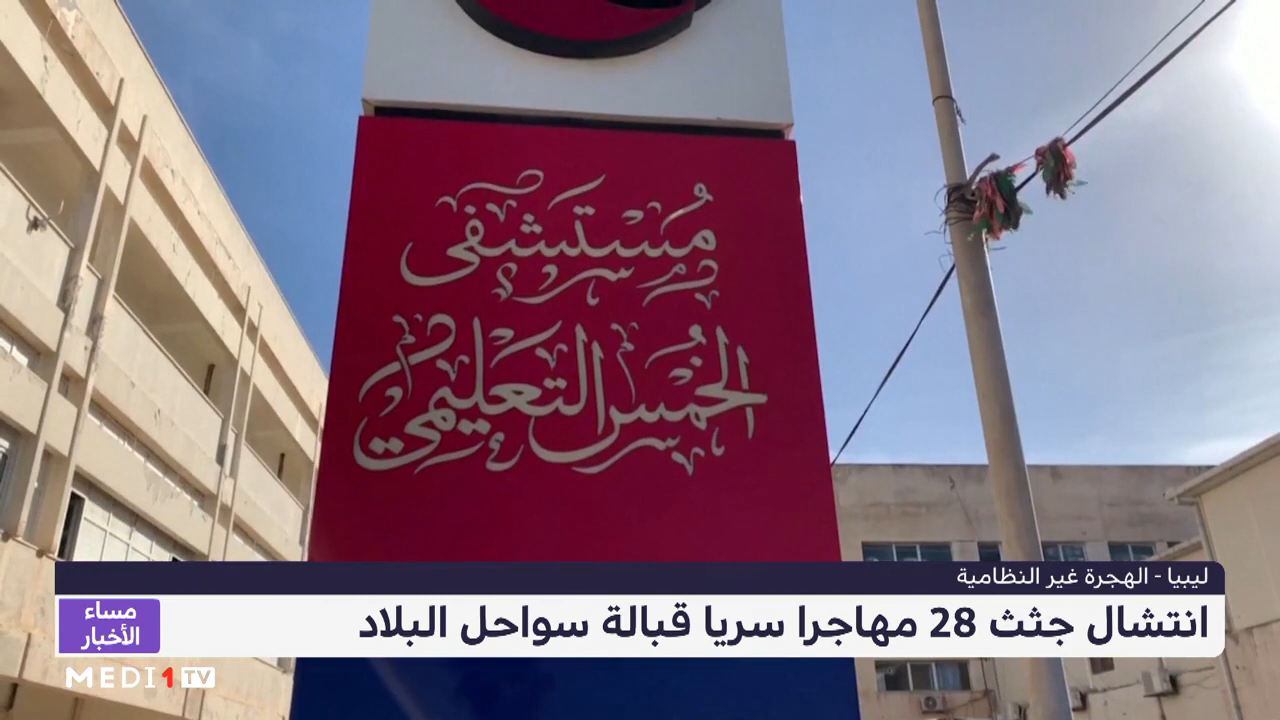 مستشفى
الخمس التعليمي
ليبيا - الهجرة غير النظامية
انتشال جثث 28 مهاجرا سريا قبالة سواحل البلاد
مساء
الأخبار
MEDI1TV